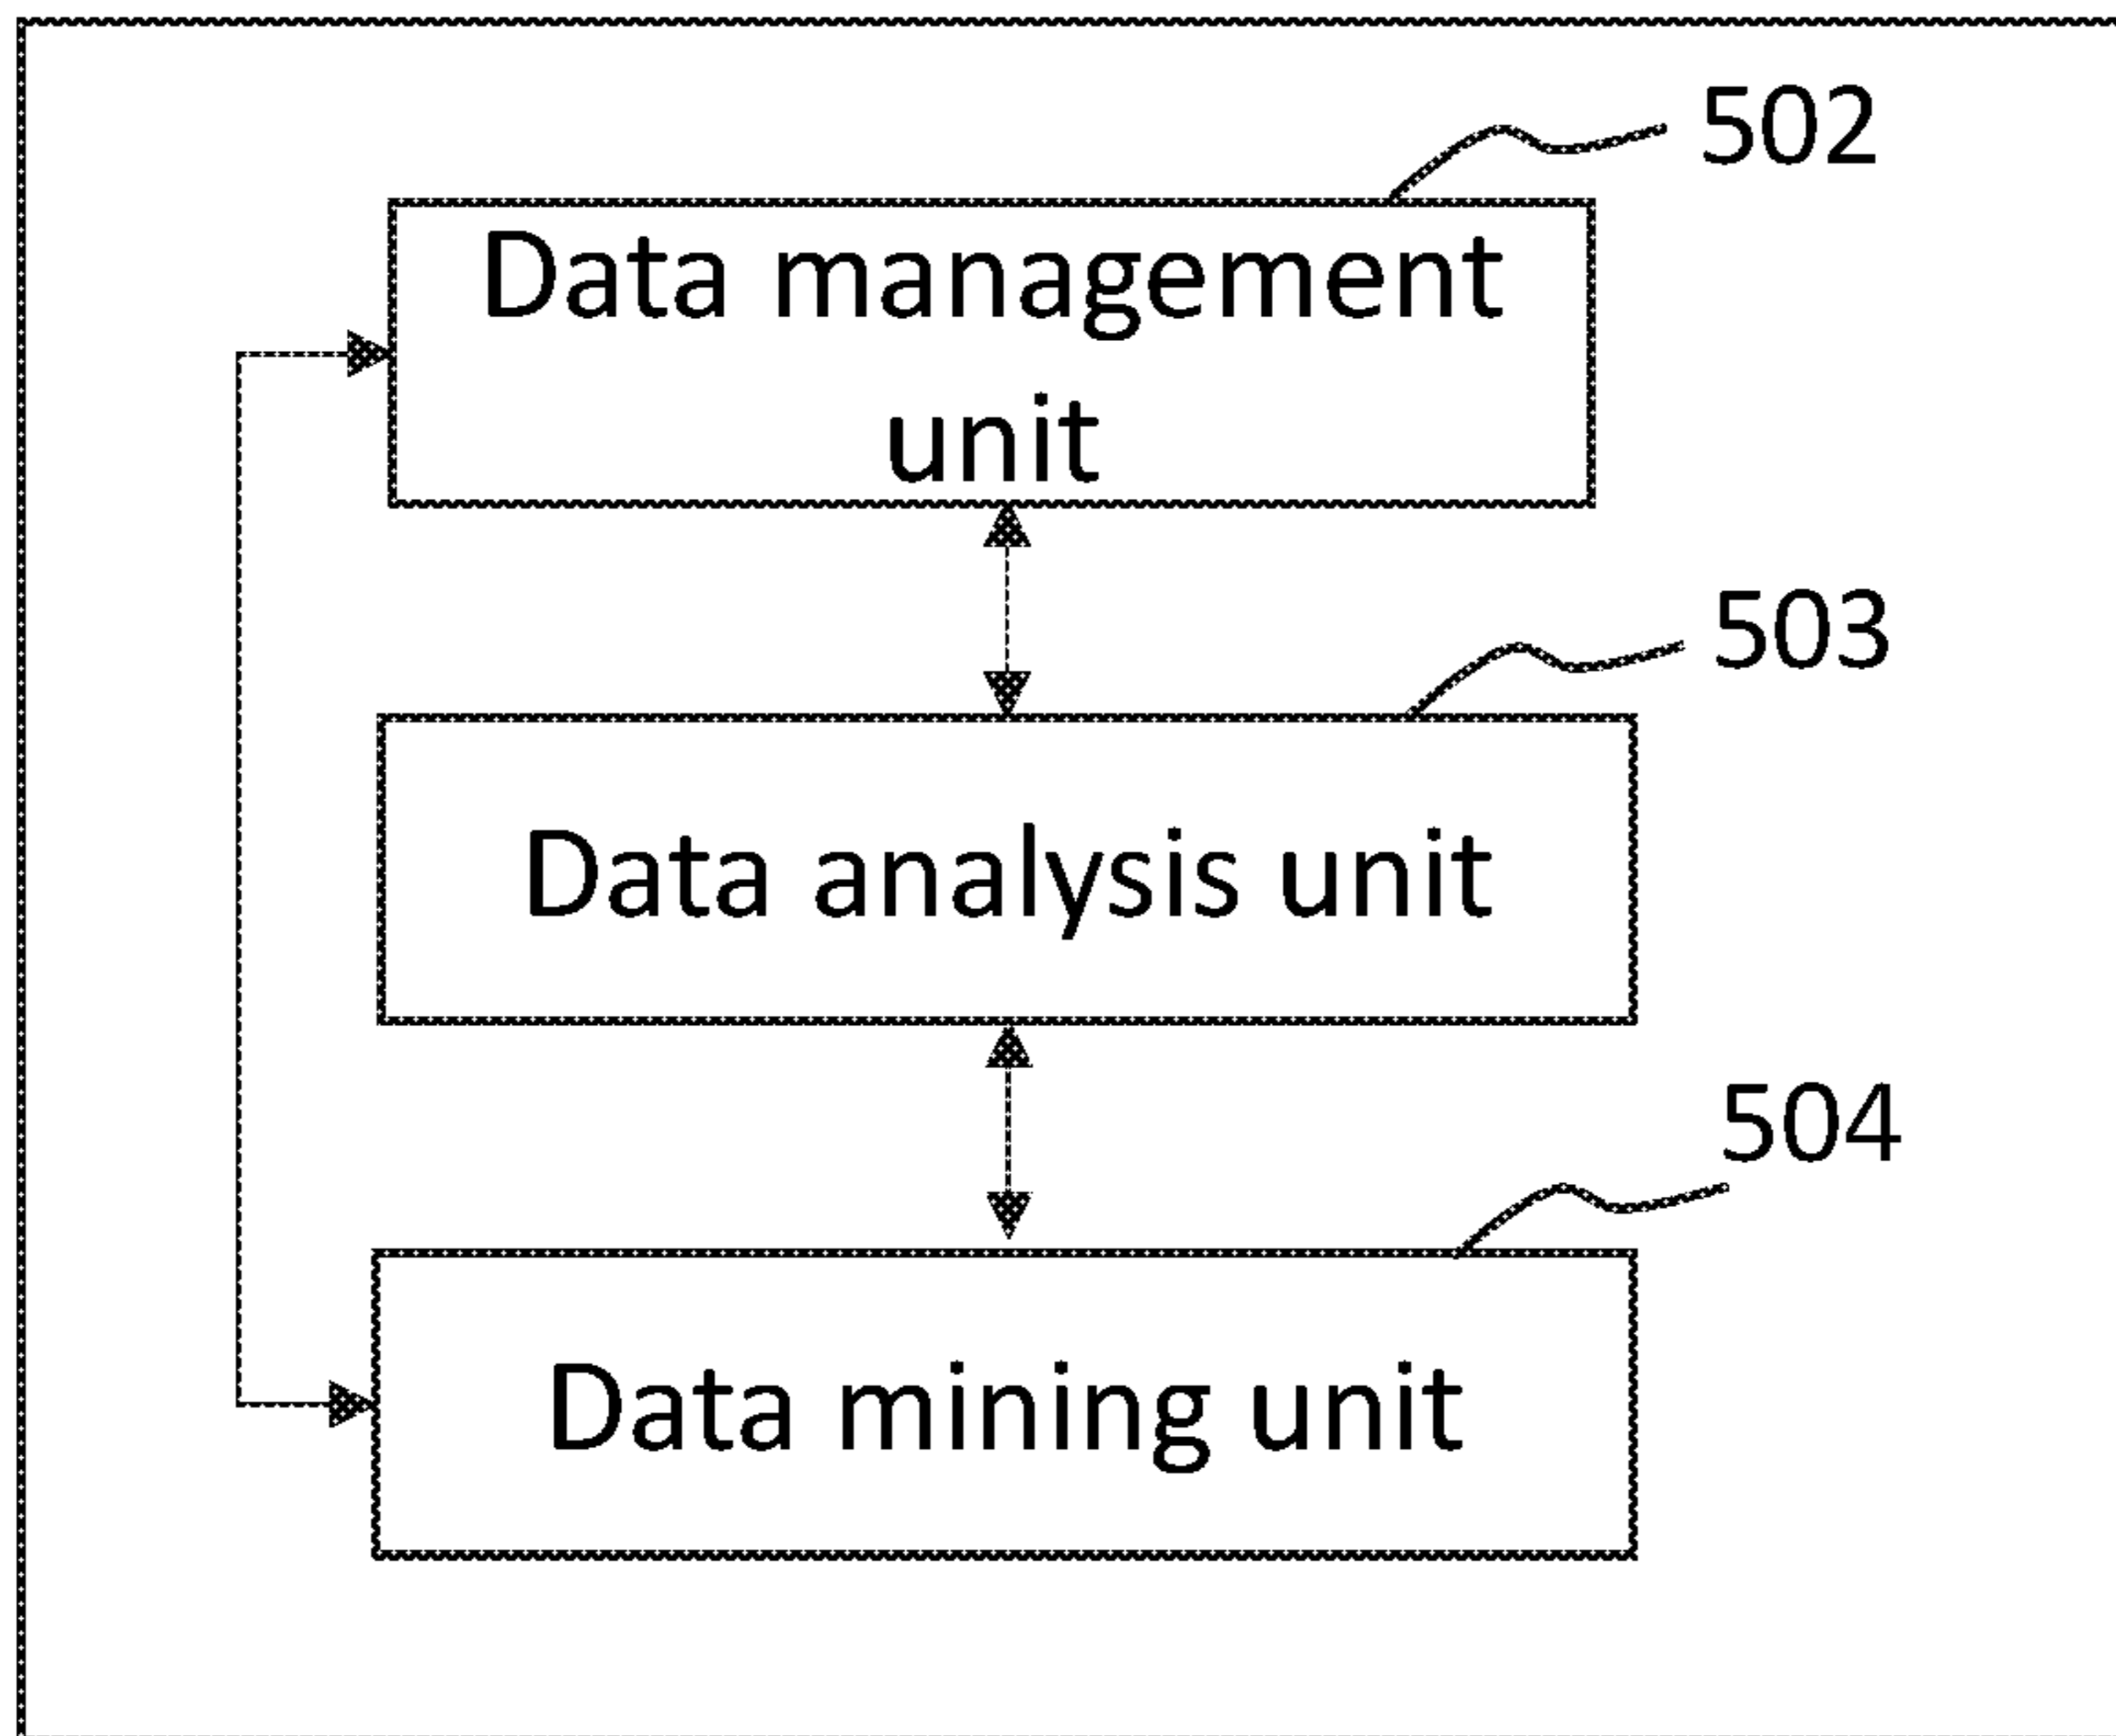 502
Data management
unit
503
Data analysis unit
504
Data mining unit